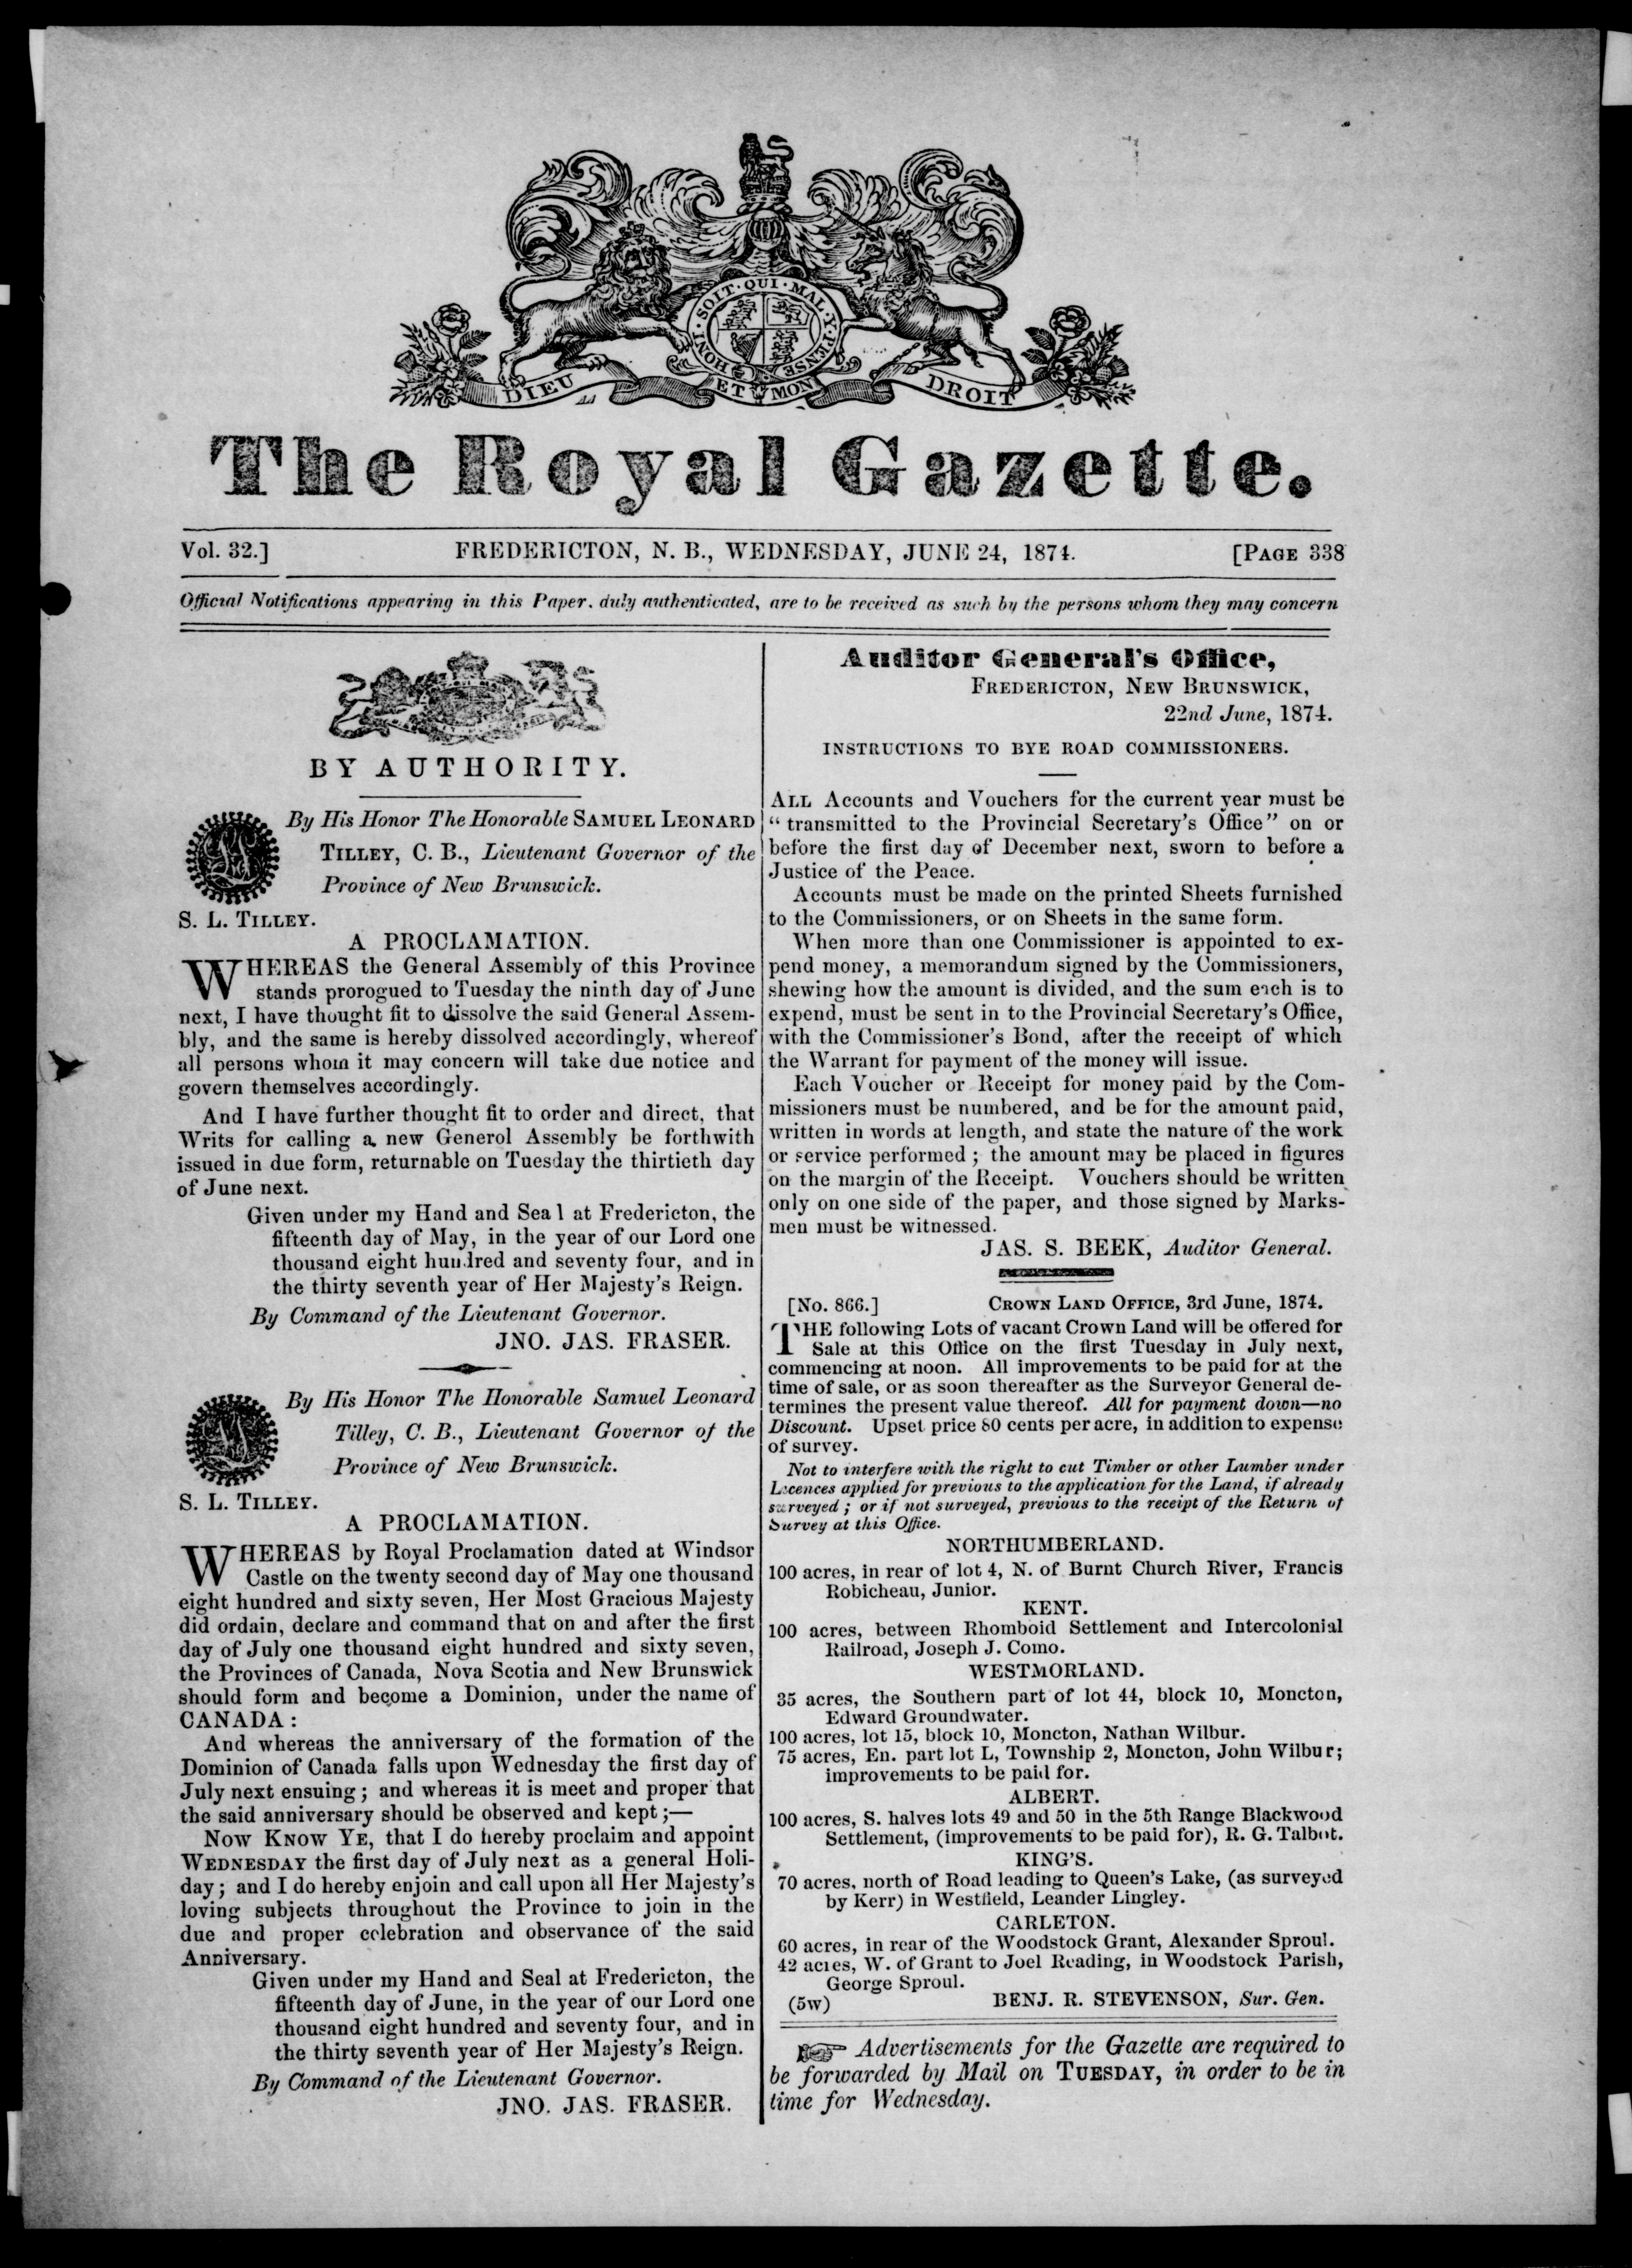 HONI · SOIT · QUI · MAL · Y · PENSE
DIEU ET MON DROIT
The Royal Gazette.
Vol. 32.] FREDERICTON, N. B., WEDNESDAY, JUNE 24, 1874. [PAGE 338
Official Notifications appearing in this Paper, duly authenticated, are to be received as such by the persons whom they may concern
BY AUTHORITY.
By His Honor The Honorable SAMUEL LEONARD
TILLEY, C. B., Lieutenant Governor of the
Province of New Brunswick.
S. L. TILLEY.
A PROCLAMATION.
WHEREAS the General Assembly of this Province
stands prorogued to Tuesday the ninth day of June
next, I have thought fit to dissolve the said General Assem-
bly, and the same is hereby dissolved accordingly, whereof
all persons whom it may concern will take due notice and
govern themselves accordingly.
And I have further thought fit to order and direct, that
Writs for calling a new Generol Assembly be forthwith
issued in due form, returnable on Tuesday the thirtieth day
of June next.
Given under my Hand and Seal at Fredericton, the
fifteenth day of May, in the year of our Lord one
thousand eight hundred and seventy four, and in
the thirty seventh year of Her Majesty's Reign.
By Command of the Lieutenant Governor.
JNO. JAS. FRASER.
By His Honor The Honorable Samuel Leonard
Tilley, C. B., Lieutenant Governor of the
Province of New Brunswick.
S. L. TILLEY.
A PROCLAMATION.
WHEREAS by Royal Proclamation dated at Windsor
Castle on the twenty second day of May one thousand
eight hundred and sixty seven, Her Most Gracious Majesty
did ordain, declare and command that on and after the first
day of July one thousand eight hundred and sixty seven,
the Provinces of Canada, Nova Scotia and New Brunswick
should form and become a Dominion, under the name of
CANADA:
And whereas the anniversary of the formation of the
Dominion of Canada falls upon Wednesday the first day of
July next ensuing; and whereas it is meet and proper that
the said anniversary should be observed and kept;—
NOW KNOW YE, that I do hereby proclaim and appoint
WEDNESDAY the first day of July next as a general Holi-
day; and I do hereby enjoin and call upon all Her Majesty's
loving subjects throughout the Province to join in the
due and proper celebration and observance of the said
Anniversary.
Given under my Hand and Seal at Fredericton, the
fifteenth day of June, in the year of our Lord one
thousand eight hundred and seventy four, and in
the thirty seventh year of Her Majesty's Reign.
By Command of the Lieutenant Governor.
JNO. JAS. FRASER.
Auditor General's Office,
FREDERICTON, NEW BRUNSWICK,
22nd June, 1874.
INSTRUCTIONS TO BYE ROAD COMMISSIONERS.
ALL Accounts and Vouchers for the current year must be
"transmitted to the Provincial Secretary's Office" on or
before the first day of December next, sworn to before a
Justice of the Peace.
Accounts must be made on the printed Sheets furnished
to the Commissioners, or on Sheets in the same form.
When more than one Commissioner is appointed to ex-
pend money, a memorandum signed by the Commissioners,
shewing how the amount is divided, and the sum each is to
expend, must be sent in to the Provincial Secretary's Office,
with the Commissioner's Bond, after the receipt of which
the Warrant for payment of the money will issue.
Each Voucher or Receipt for money paid by the Com-
missioners must be numbered, and be for the amount paid,
written in words at length, and state the nature of the work
or service performed; the amount may be placed in figures
on the margin of the Receipt. Vouchers should be written
only on one side of the paper, and those signed by Marks-
men must be witnessed.
JAS. S. BEEK, Auditor General.
[No. 866.] CROWN LAND OFFICE, 3rd June, 1874.
THE following Lots of vacant Crown Land will be offered for
Sale at this Office on the first Tuesday in July next,
commencing at noon. All improvements to be paid for at the
time of sale, or as soon thereafter as the Surveyor General de-
termines the present value thereof. All for payment down—no
Discount. Upset price 80 cents per acre, in addition to expense
of survey.
Not to interfere with the right to cut Timber or other Lumber under
Licences applied for previous to the application for the Land, if already
surveyed; or if not surveyed, previous to the receipt of the Return of
Survey at this Office.
NORTHUMBERLAND.
100 acres, in rear of lot 4, N. of Burnt Church River, Francis
Robicheau, Junior.
KENT.
100 acres, between Rhomboid Settlement and Intercolonial
Railroad, Joseph J. Como.
WESTMORLAND.
35 acres, the Southern part of lot 44, block 10, Moncton,
Edward Groundwater.
100 acres, lot 15, block 10, Moncton, Nathan Wilbur.
75 acres, En. part lot L, Township 2, Moncton, John Wilbur;
improvements to be paid for.
ALBERT.
100 acres, S. halves lots 49 and 50 in the 5th Range Blackwood
Settlement, (improvements to be paid for), R. G. Talbot.
KING'S.
70 acres, north of Road leading to Queen's Lake, (as surveyed
by Kerr) in Westfield, Leander Lingley.
CARLETON.
60 acres, in rear of the Woodstock Grant, Alexander Sproul.
42 acres, W. of Grant to Joel Reading, in Woodstock Parish,
George Sproul.
(5w) BENJ. R. STEVENSON, Sur. Gen.
☞ Advertisements for the Gazette are required to
be forwarded by Mail on TUESDAY, in order to be in
time for Wednesday.